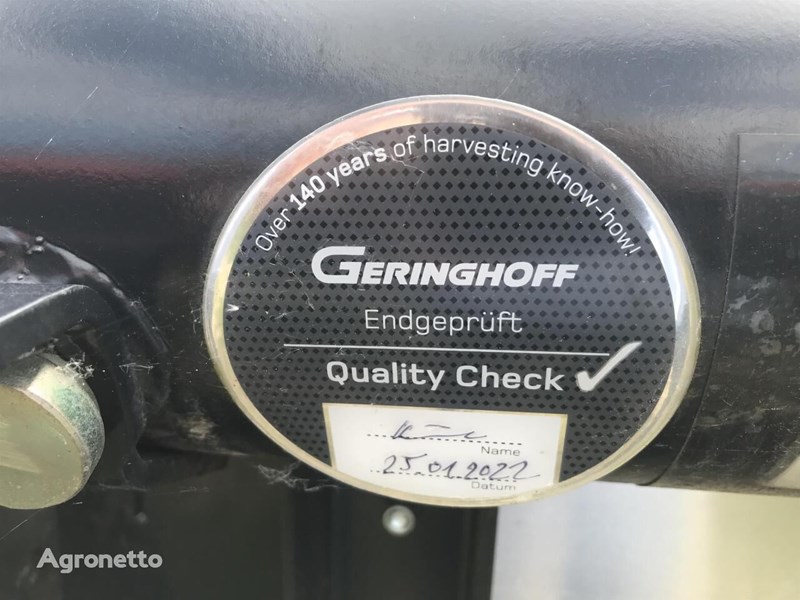 Over 140 years of harvesting know-how!
GERINGHOFF
Endgeprüft
Quality Check
Name
25.01.2022
Datum
Agronetto